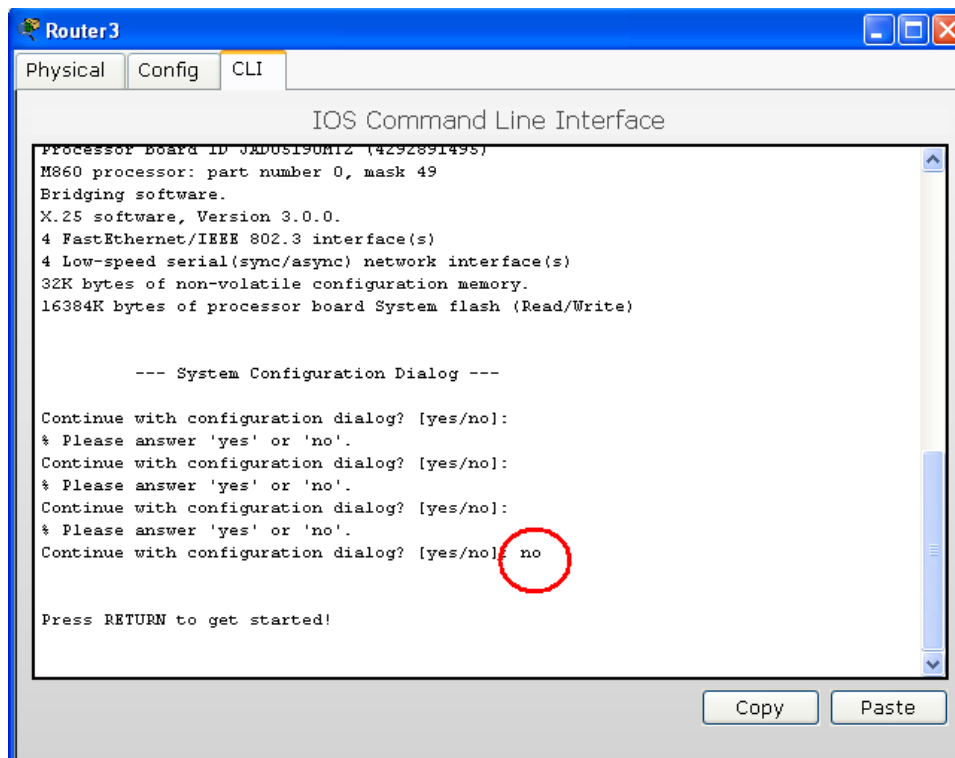 Router3
Physical Config CLI
IOS Command Line Interface
Processor board ID JAD05190MTZ (4292891495)
M860 processor: part number 0, mask 49
Bridging software.
X.25 software, Version 3.0.0.
4 FastEthernet/IEEE 802.3 interface(s)
4 Low-speed serial(sync/async) network interface(s)
32K bytes of non-volatile configuration memory.
16384K bytes of processor board System flash (Read/Write)
--- System Configuration Dialog ---
Continue with configuration dialog? [yes/no]:
% Please answer 'yes' or 'no'.
Continue with configuration dialog? [yes/no]:
% Please answer 'yes' or 'no'.
Continue with configuration dialog? [yes/no]:
% Please answer 'yes' or 'no'.
Continue with configuration dialog? [yes/no]: no
Press RETURN to get started!
Copy Paste